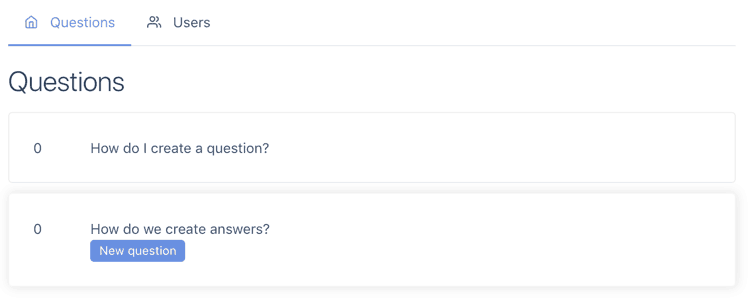 Questions Users
Questions
0 How do I create a question?
0 How do we create answers?
New question